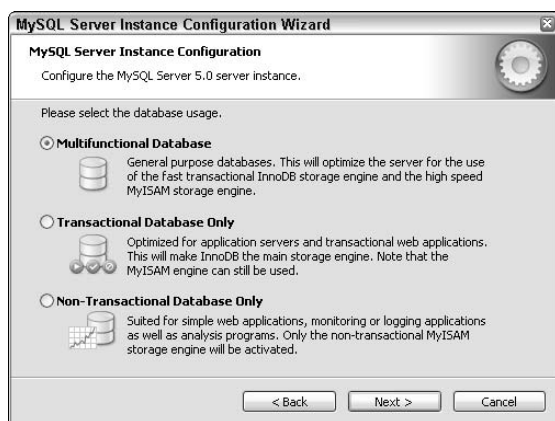 MySQL Server Instance Configuration Wizard
MySQL Server Instance Configuration
Configure the MySQL Server 5.0 server instance.
Please select the database usage.
Multifunctional Database
General purpose databases. This will optimize the server for the use
of the fast transactional InnoDB storage engine and the high speed
MyISAM storage engine.
Transactional Database Only
Optimized for application servers and transactional web applications.
This will make InnoDB the main storage engine. Note that the
MyISAM engine can still be used.
Non-Transactional Database Only
Suited for simple web applications, monitoring or logging applications
as well as analysis programs. Only the non-transactional MyISAM
storage engine will be activated.
< Back
Next >
Cancel